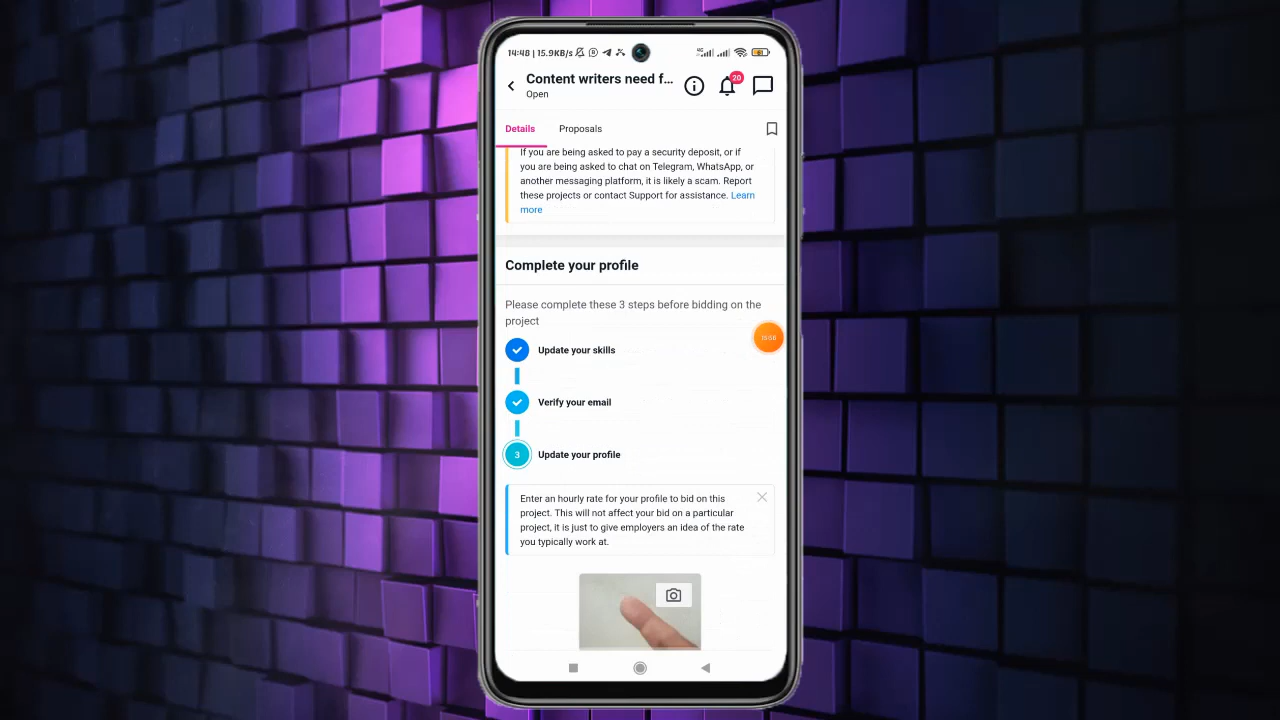 14:48 | 15.9KB/s
4G
Content writers need f...
20
Open
Details
Proposals
If you are being asked to pay a security deposit, or if
you are being asked to chat on Telegram, WhatsApp, or
another messaging platform, it is likely a scam. Report
these projects or contact Support for assistance. Learn
more
Complete your profile
Please complete these 3 steps before bidding on the
project
Update your skills
Verify your email
3
Update your profile
Enter an hourly rate for your profile to bid on this
project. This will not affect your bid on a particular
project, it is just to give employers an idea of the rate
you typically work at.